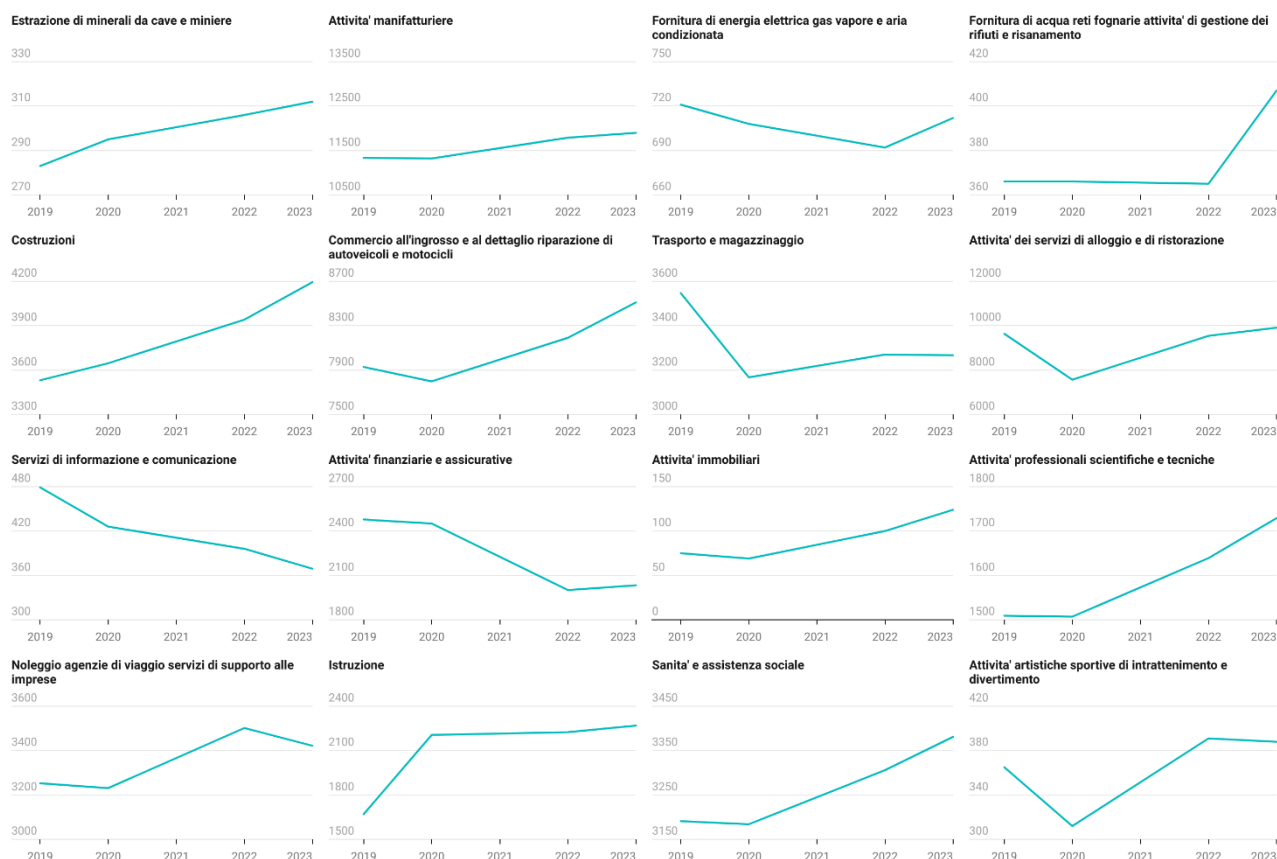 Estrazione di minerali da cave e miniere
330
310
290
270
2019 2020 2021 2022 2023
Attivita' manifatturiere
13500
12500
11500
10500
2019 2020 2021 2022 2023
Fornitura di energia elettrica gas vapore e aria
condizionata
750
720
690
660
2019 2020 2021 2022 2023
Fornitura di acqua reti fognarie attivita' di gestione dei
rifiuti e risanamento
420
400
380
360
2019 2020 2021 2022 2023
Costruzioni
4200
3900
3600
3300
2019 2020 2021 2022 2023
Commercio all'ingrosso e al dettaglio riparazione di
autoveicoli e motocicli
8700
8300
7900
7500
2019 2020 2021 2022 2023
Trasporto e magazzinaggio
3600
3400
3200
3000
2019 2020 2021 2022 2023
Attivita' dei servizi di alloggio e di ristorazione
12000
10000
8000
6000
2019 2020 2021 2022 2023
Servizi di informazione e comunicazione
480
420
360
300
2019 2020 2021 2022 2023
Attivita' finanziarie e assicurative
2700
2400
2100
1800
2019 2020 2021 2022 2023
Attivita' immobiliari
150
100
50
0
2019 2020 2021 2022 2023
Attivita' professionali scientifiche e tecniche
1800
1700
1600
1500
2019 2020 2021 2022 2023
Noleggio agenzie di viaggio servizi di supporto alle
imprese
3600
3400
3200
3000
Istruzione
2400
2100
1800
1500
Sanita' e assistenza sociale
3450
3350
3250
3150
Attivita' artistiche sportive di intrattenimento e
divertimento
420
380
340
300
2019 2020 2021 2022 2023
2019 2020 2021 2022 2023
2019 2020 2021 2022 2023
2019 2020 2021 2022 2023